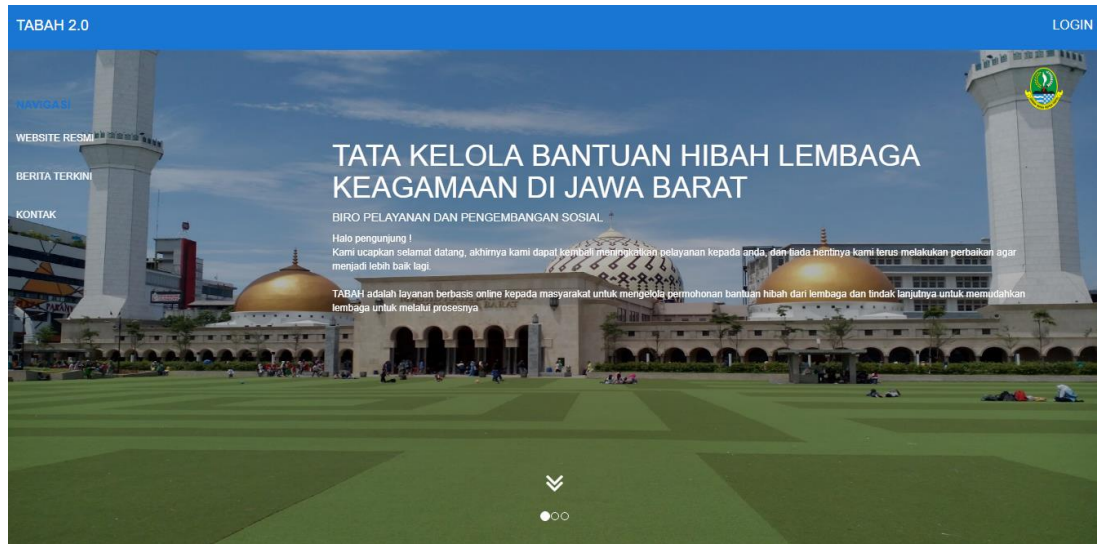 TABAH 2.0
LOGIN
NAVIGASI
WEBSITE RESMI
BERITA TERKINI
KONTAK
TATA KELOLA BANTUAN HIBAH LEMBAGA
KEAGAMAAN DI JAWA BARAT
BIRO PELAYANAN DAN PENGEMBANGAN SOSIAL
Halo pengunjung !
Kami ucapkan selamat datang, akhirnya kami dapat kembali meningkatkan pelayanan kepada anda, dan tiada hentinya kami terus melakukan perbaikan agar
menjadi lebih baik lagi.
TABAH adalah layanan berbasis online kepada masyarakat untuk mengelola permohonan bantuan hibah dari lembaga dan tindak lanjutnya untuk memudahkan
lembaga untuk melalui prosesnya